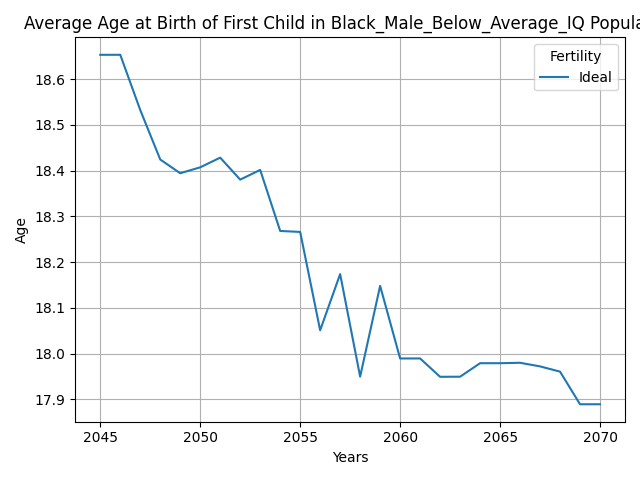 Average Age at Birth of First Child in Black_Male_Below_Average_IQ Popula
Fertility
Ideal
18.6
18.5
18.4
18.3
18.2
18.1
18.0
17.9
Age
2045 2050 2055 2060 2065 2070
Years